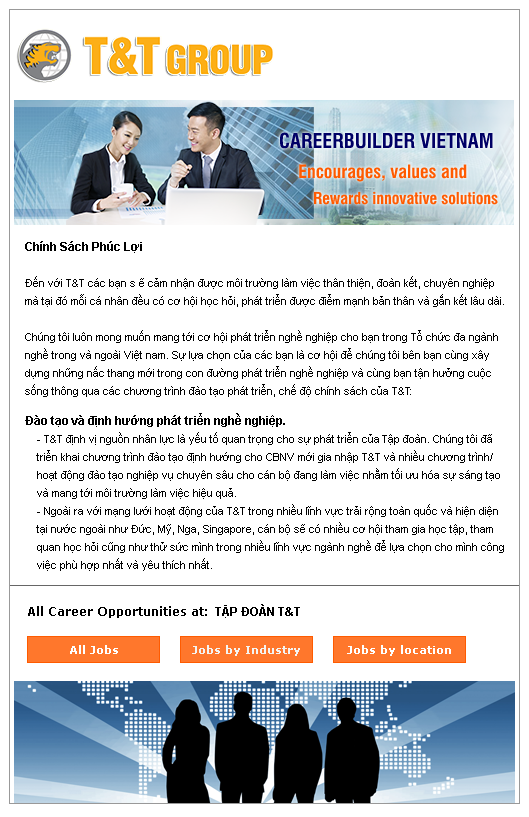 T&T GROUP
CAREERBUILDER VIETNAM
Encourages, values and
Rewards innovative solutions
Chính Sách Phúc Lợi
Đến với T&T các bạn s ẽ cảm nhận được môi trường làm việc thân thiện, đoàn kết, chuyên nghiệp
mà tại đó mỗi cá nhân đều có cơ hội học hỏi, phát triển được điểm mạnh bản thân và gắn kết lâu dài.
Chúng tôi luôn mong muốn mang tới cơ hội phát triển nghề nghiệp cho bạn trong Tổ chức đa ngành
nghề trong và ngoài Việt nam. Sự lựa chọn của các bạn là cơ hội để chúng tôi bên bạn cùng xây
dựng những nấc thang mới trong con đường phát triển nghề nghiệp và cùng bạn tận hưởng cuộc
sống thông qua các chương trình đào tạo phát triển, chế độ chính sách của T&T:
Đào tạo và định hướng phát triển nghề nghiệp.
- T&T định vị nguồn nhân lực là yếu tố quan trọng cho sự phát triển của Tập đoàn. Chúng tôi đã
triển khai chương trình đào tạo định hướng cho CBNV mới gia nhập T&T và nhiều chương trình/
hoạt động đào tạo nghiệp vụ chuyên sâu cho cán bộ đang làm việc nhằm tối ưu hóa sự sáng tạo
và mang tới môi trường làm việc hiệu quả.
- Ngoài ra với mạng lưới hoạt động của T&T trong nhiều lĩnh vực trải rộng toàn quốc và hiện diện
tại nước ngoài như Đức, Mỹ, Nga, Singapore, cán bộ sẽ có nhiều cơ hội tham gia học tập, tham
quan học hỏi cũng như thử sức mình trong nhiều lĩnh vực ngành nghề để lựa chọn cho mình công
việc phù hợp nhất và yêu thích nhất.
All Career Opportunities at: TẬP ĐOÀN T&T
All Jobs
Jobs by Industry
Jobs by location